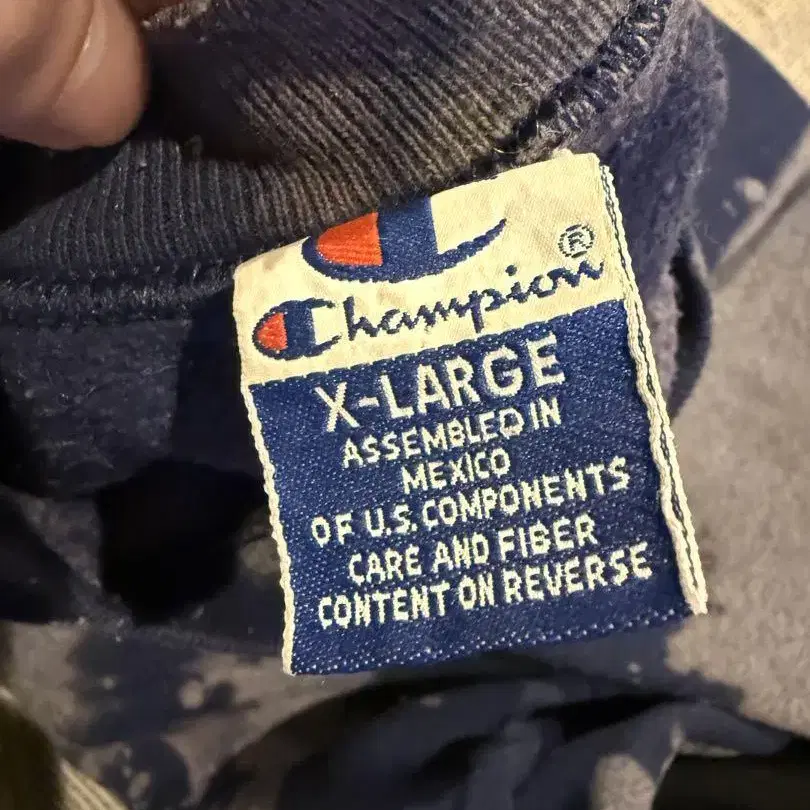 Champion®
X-LARGE
ASSEMBLED IN
MEXICO
OF U.S. COMPONENTS
CARE AND FIBER
CONTENT ON REVERSE